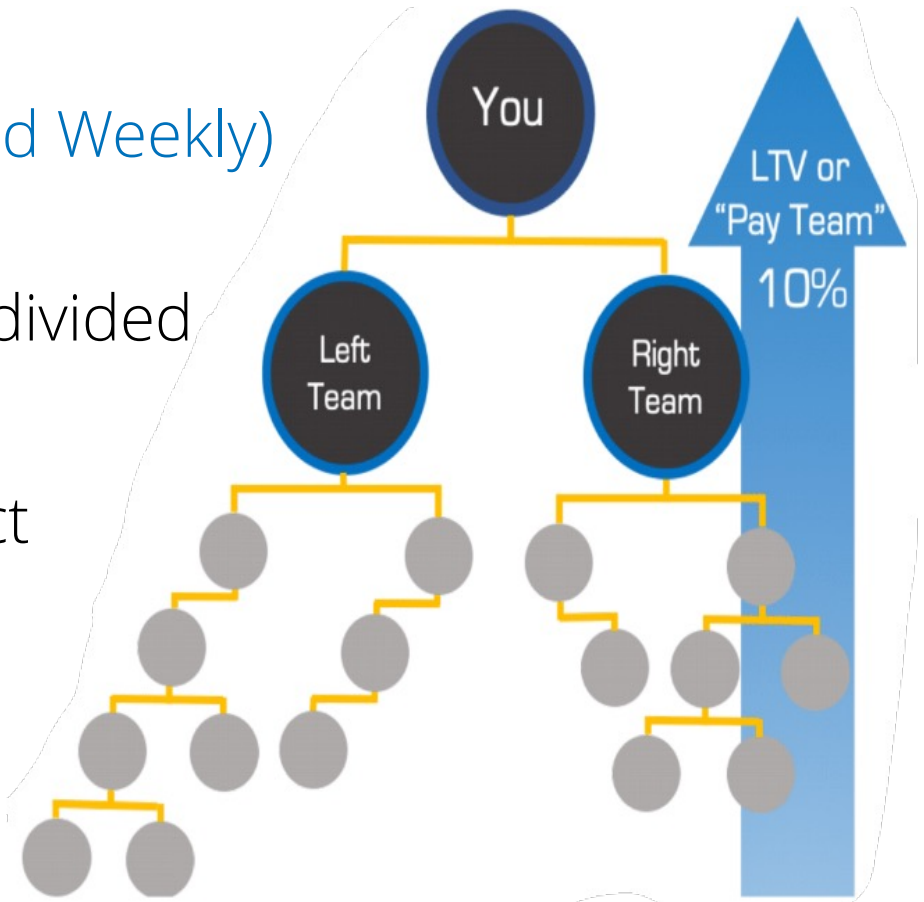 d Weekly)
divided
ct
You
LTV or
“Pay Team”
10%
Left
Team
Right
Team